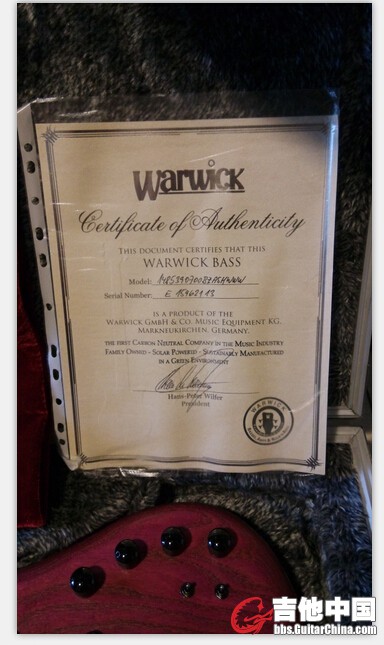 WARWICK
Certificate of Authenticity
THIS DOCUMENT CERTIFIES THAT THIS
WARWICK BASS
Model:
Serial Number: E
IS A PRODUCT OF THE
WARWICK GMBH & CO. MUSIC EQUIPMENT KG,
MARKNEUKIRCHEN, GERMANY.
THE FIRST CARBON NEUTRAL COMPANY IN THE MUSIC INDUSTRY
FAMILY OWNED - SOLAR POWERED - SUSTAINABLY MANUFACTURED
IN A GREEN ENVIRONMENT
Hans-Peter Wilfer
President
WARWICK
吉他中国
bbs.GuitarChina.com